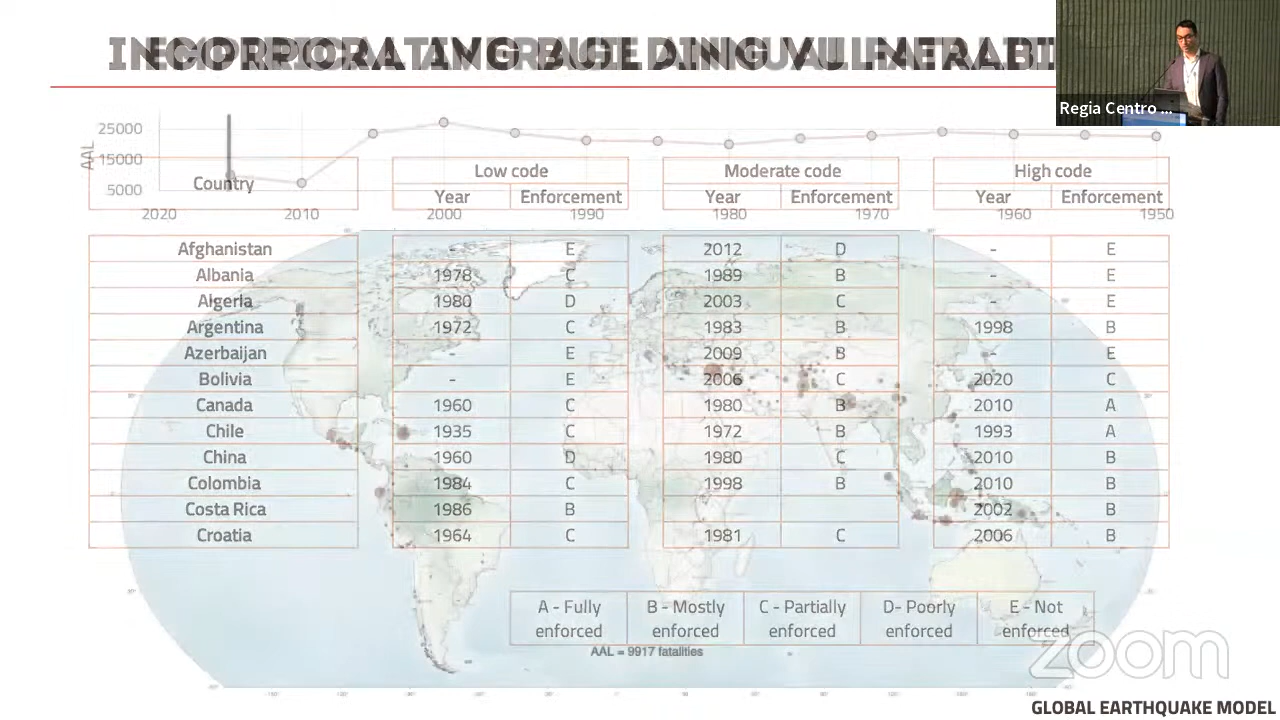 Regia Centro ...
25000
15000
5000
AAL
2020 2010 2000 1990 1980 1970 1960 1950
Country Low code Moderate code High code
Year Enforcement Year Enforcement Year Enforcement
Afghanistan - E 2012 D - E
Albania 1978 C 1989 B - E
Algeria 1980 D 2003 C - E
Argentina 1972 C 1983 B 1998 B
Azerbaijan - E 2009 B - E
Bolivia - E 2006 C 2020 C
Canada 1960 C 1980 B 2010 A
Chile 1935 C 1972 B 1993 A
China 1960 D 1980 C 2010 B
Colombia 1984 C 1998 B 2010 B
Costa Rica 1986 B 2002 B
Croatia 1964 C 1981 C 2006 B
A - Fully enforced
B - Mostly enforced
C - Partially enforced
D- Poorly enforced
E - Not enforced
AAL = 9917 fatalities
zoom
GLOBAL EARTHQUAKE MODEL